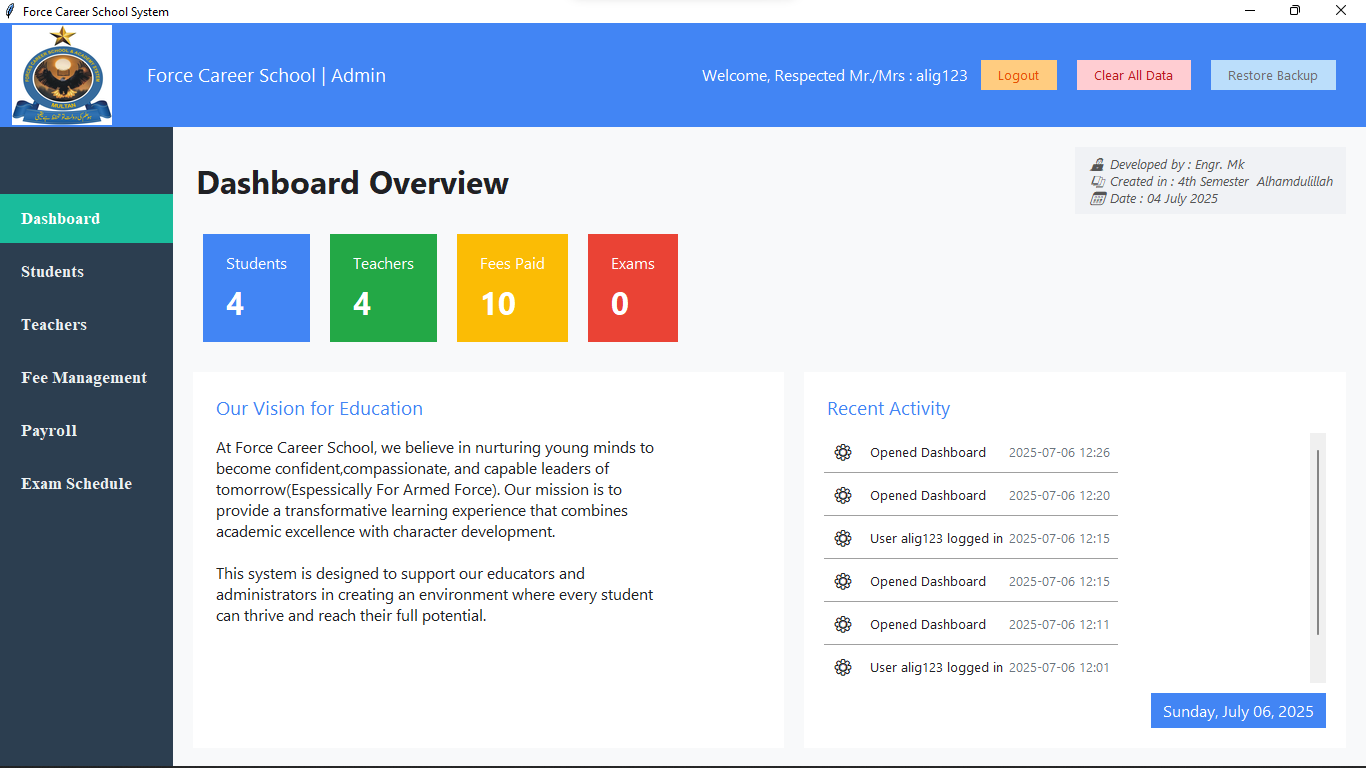 Force Career School System
MULTAN
Force Career School | Admin
Welcome, Respected Mr./Mrs : alig123
Logout
Clear All Data
Restore Backup
Dashboard
Students
Teachers
Fee Management
Payroll
Exam Schedule
Dashboard Overview
Developed by : Engr. Mk
Created in : 4th Semester Alhamdulillah
Date : 04 July 2025
Students
4
Teachers
4
Fees Paid
10
Exams
0
Our Vision for Education
At Force Career School, we believe in nurturing young minds to
become confident,compassionate, and capable leaders of
tomorrow(Espessically For Armed Force). Our mission is to
provide a transformative learning experience that combines
academic excellence with character development.
This system is designed to support our educators and
administrators in creating an environment where every student
can thrive and reach their full potential.
Recent Activity
Opened Dashboard 2025-07-06 12:26
Opened Dashboard 2025-07-06 12:20
User alig123 logged in 2025-07-06 12:15
Opened Dashboard 2025-07-06 12:15
Opened Dashboard 2025-07-06 12:11
User alig123 logged in 2025-07-06 12:01
Sunday, July 06, 2025